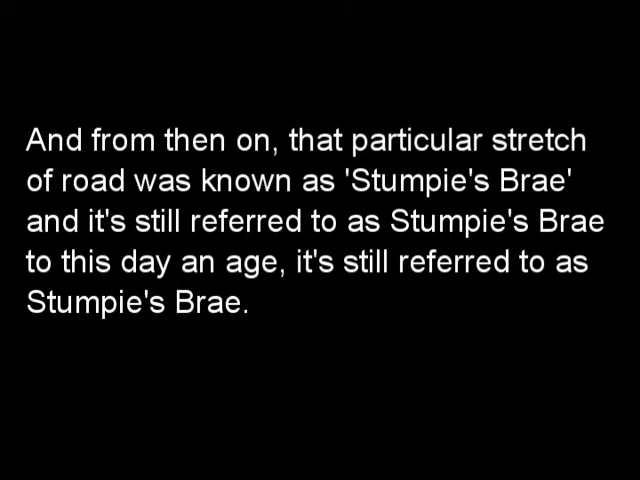 And from then on, that particular stretch
of road was known as 'Stumpie's Brae'
and it's still referred to as Stumpie's Brae
to this day an age, it's still referred to as
Stumpie's Brae.